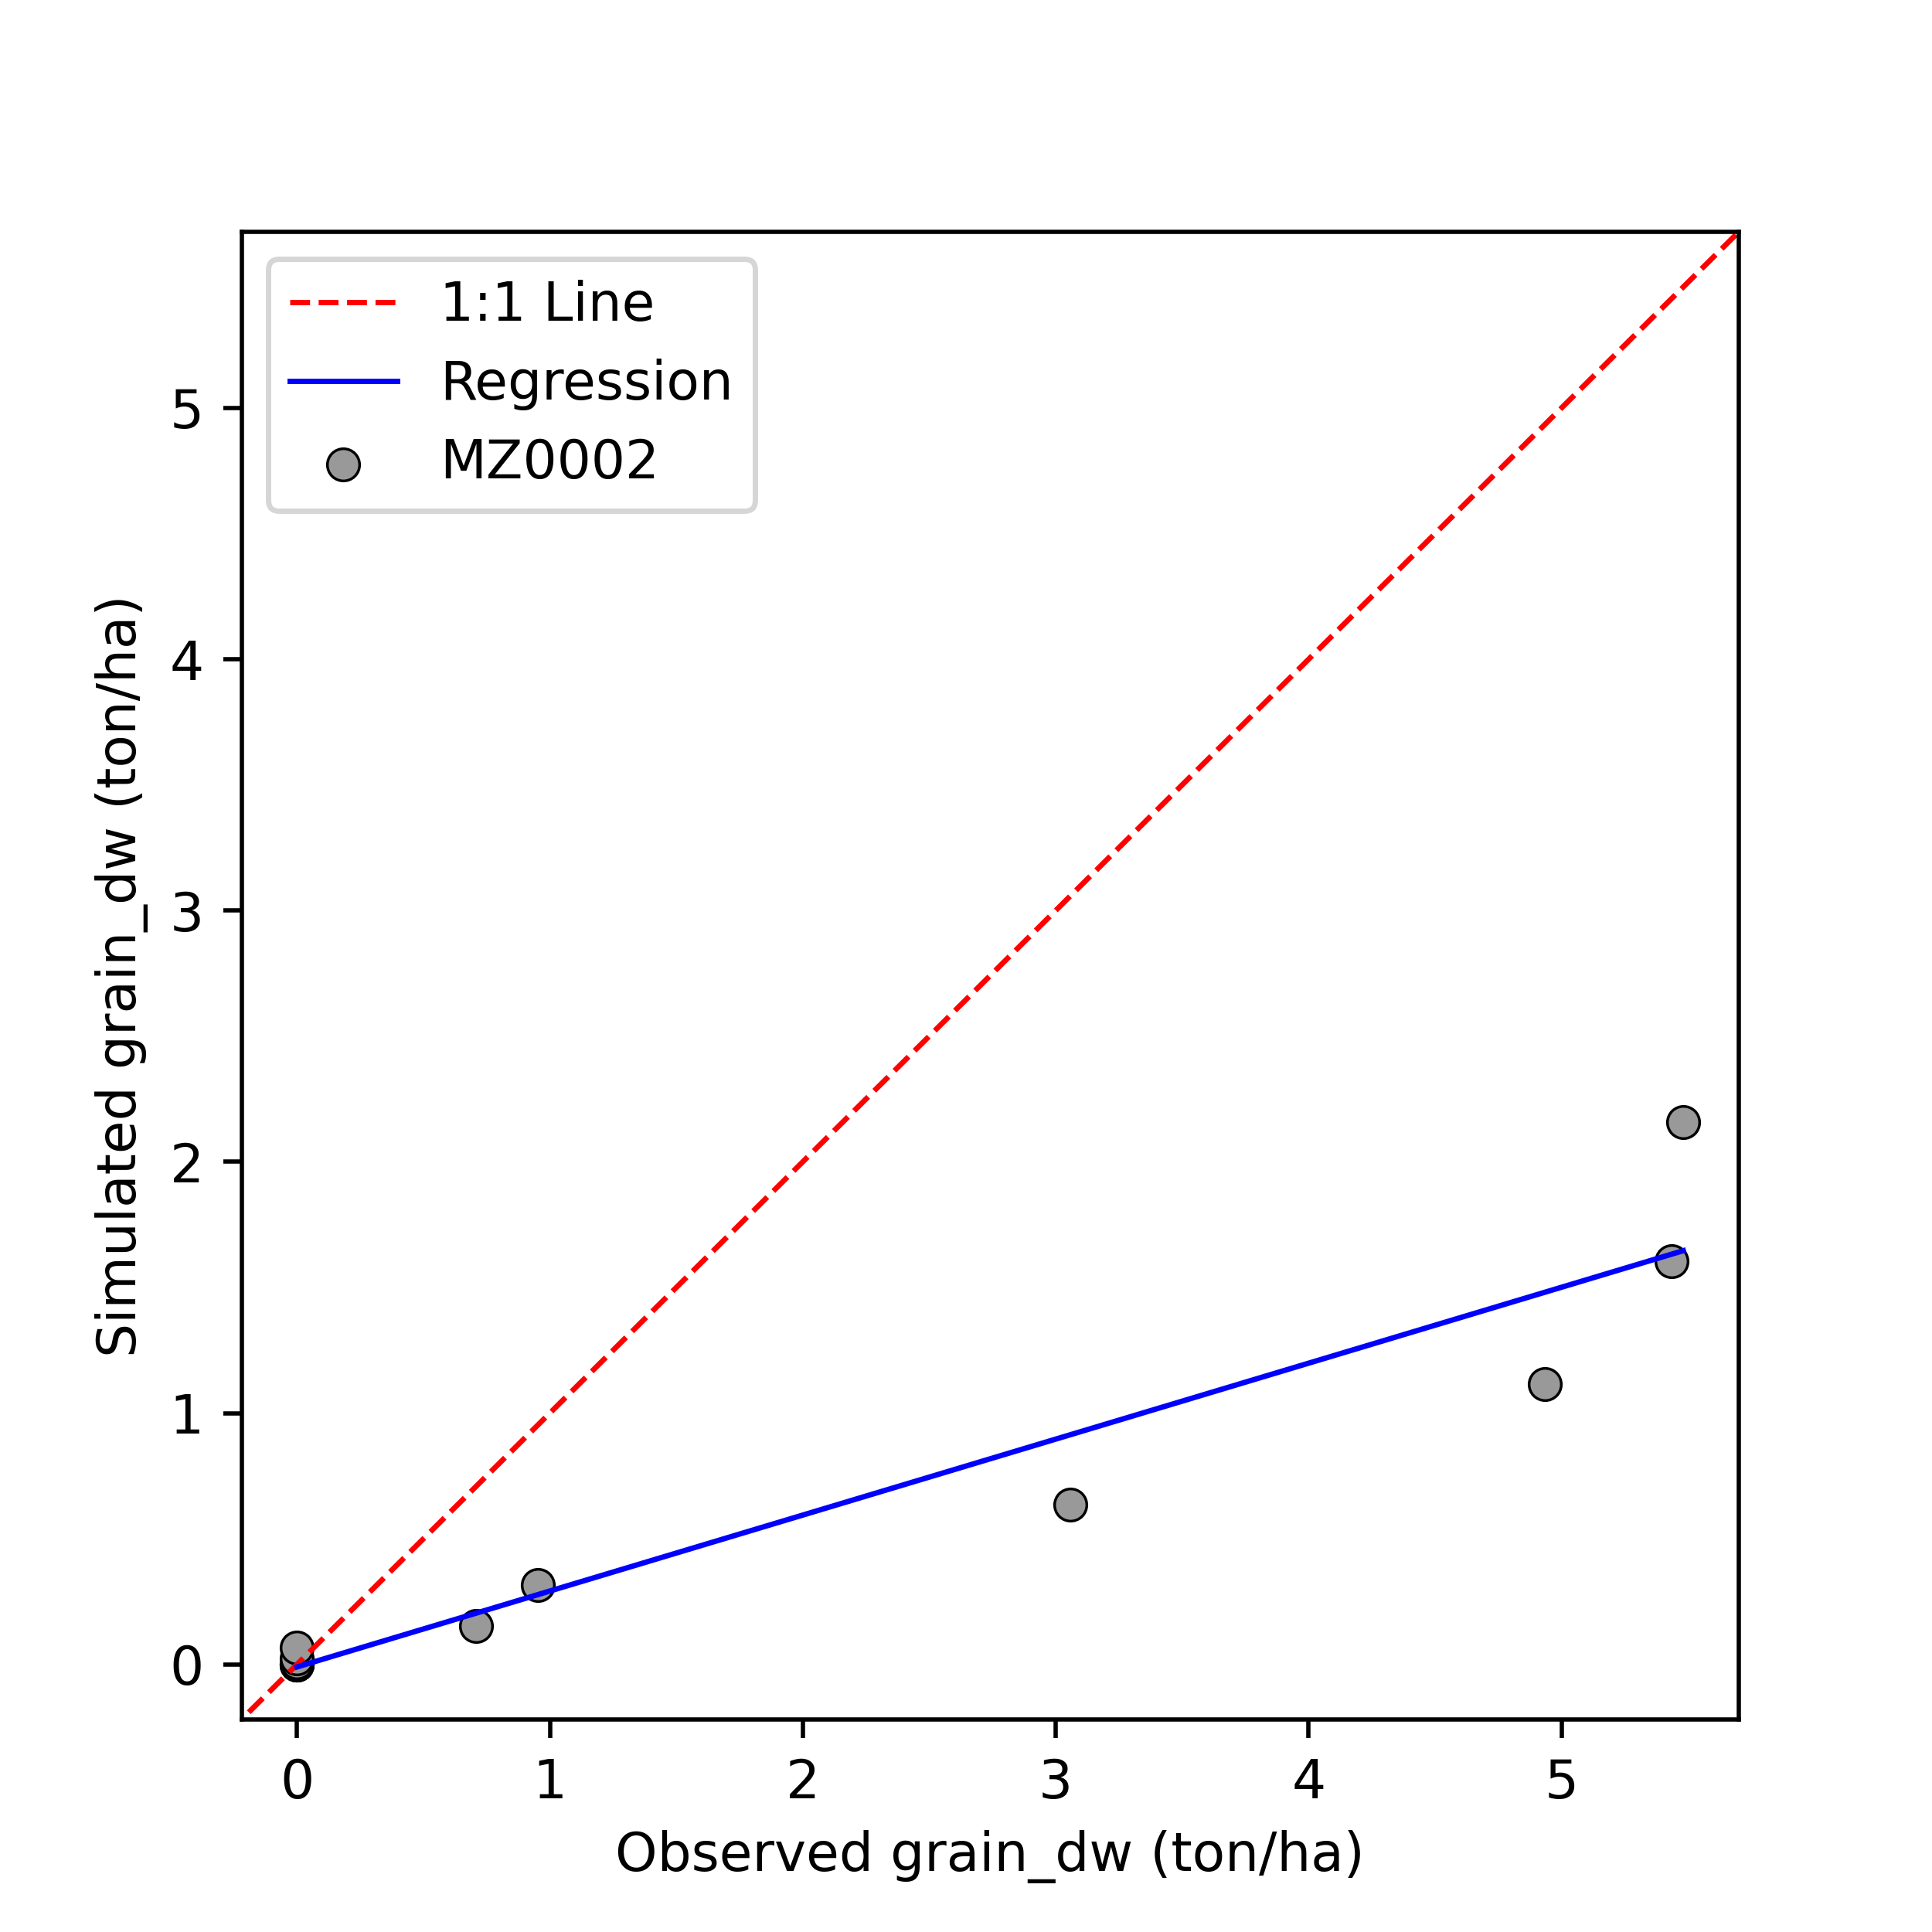 1:1 Line
Regression
MZ0002
5
4
3
2
1
0
Simulated grain_dw (ton/ha)
0 1 2 3 4 5
Observed grain_dw (ton/ha)